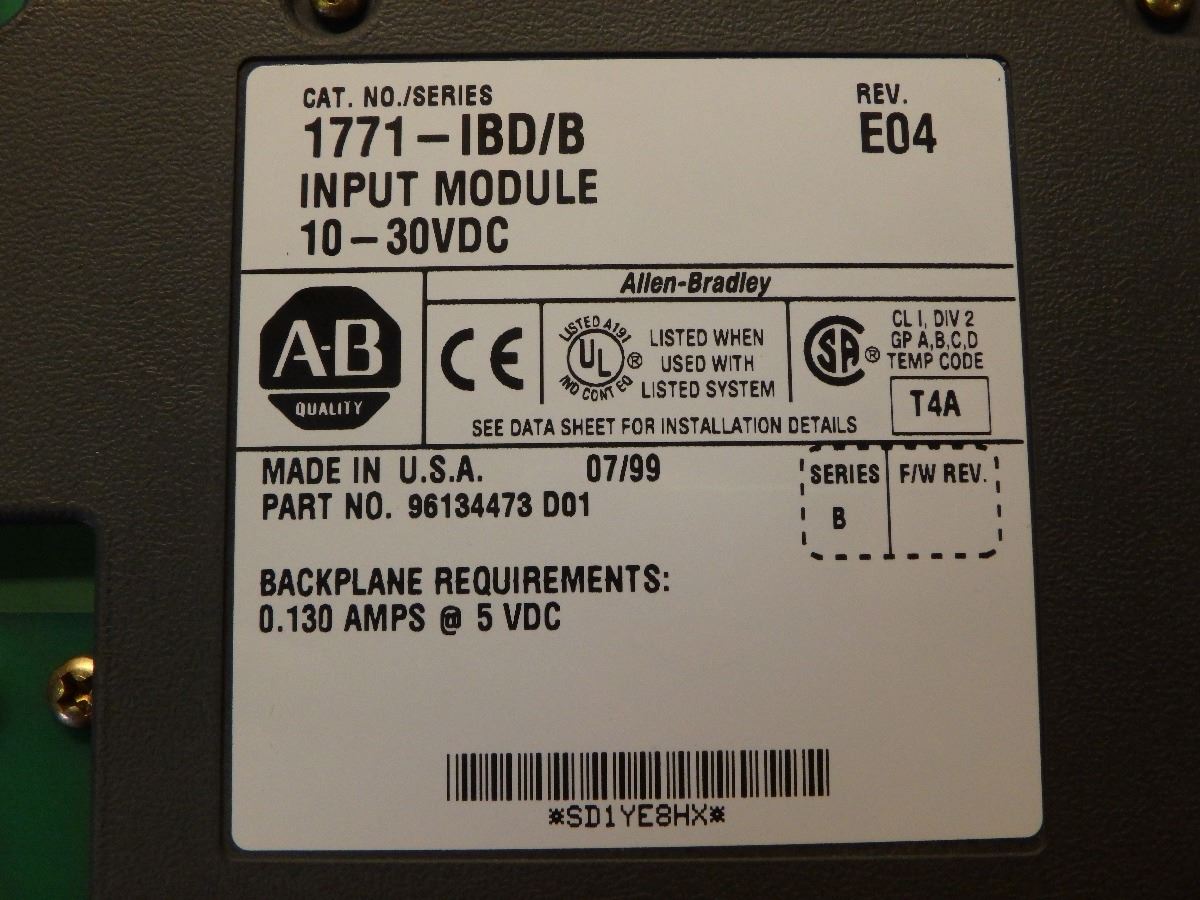 CAT. NO./SERIES
REV.
1771-IBD/B
E04
INPUT MODULE
10-30VDC
Allen-Bradley
A-B
QUALITY
CE
LISTED A191
UL
IND CONT EQ
®
LISTED WHEN
USED WITH
LISTED SYSTEM
SA
®
CL I, DIV 2
GP A,B,C,D
TEMP CODE
T4A
SEE DATA SHEET FOR INSTALLATION DETAILS
MADE IN U.S.A. 07/99
PART NO. 96134473 D01
SERIES
F/W REV.
B
BACKPLANE REQUIREMENTS:
0.130 AMPS @ 5 VDC
*SD1YE8HX*